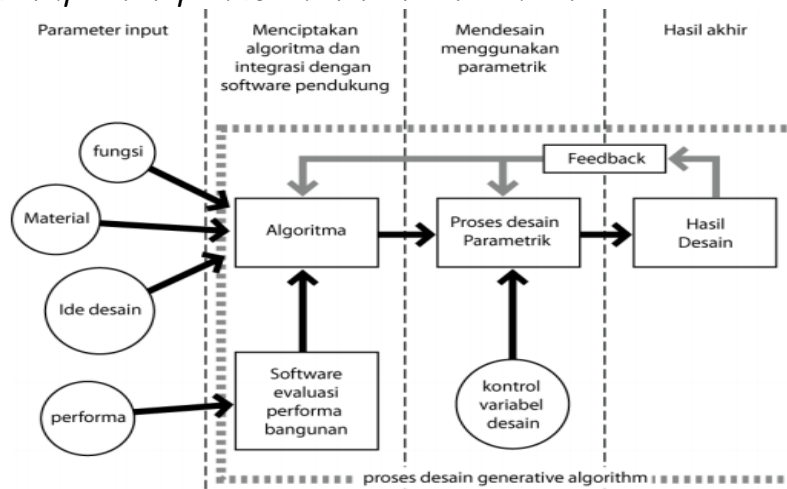 Parameter input
Menciptakan
algoritma dan
integrasi dengan
software pendukung
Mendesain
menggunakan
parametrik
Hasil akhir
fungsi
Material
Ide desain
performa
Feedback
Algoritma
Proses desain
Parametrik
Hasil
Desain
Software
evaluasi
performa
bangunan
kontrol
variabel
desain
proses desain generative algorithm